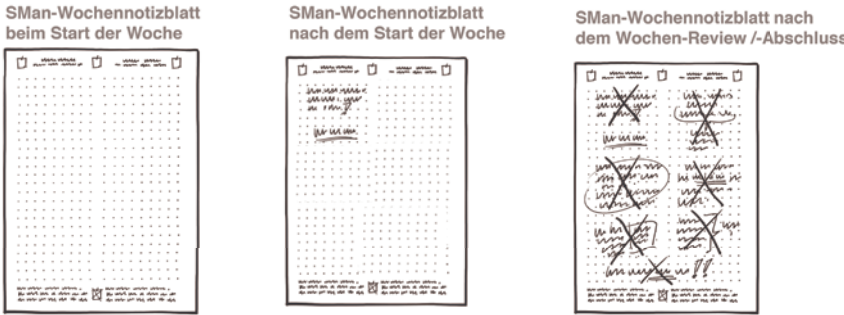 SMan-Wochennotizblatt
beim Start der Woche
SMan-Wochennotizblatt
nach dem Start der Woche
SMan-Wochennotizblatt nach
dem Wochen-Review /-Abschluss